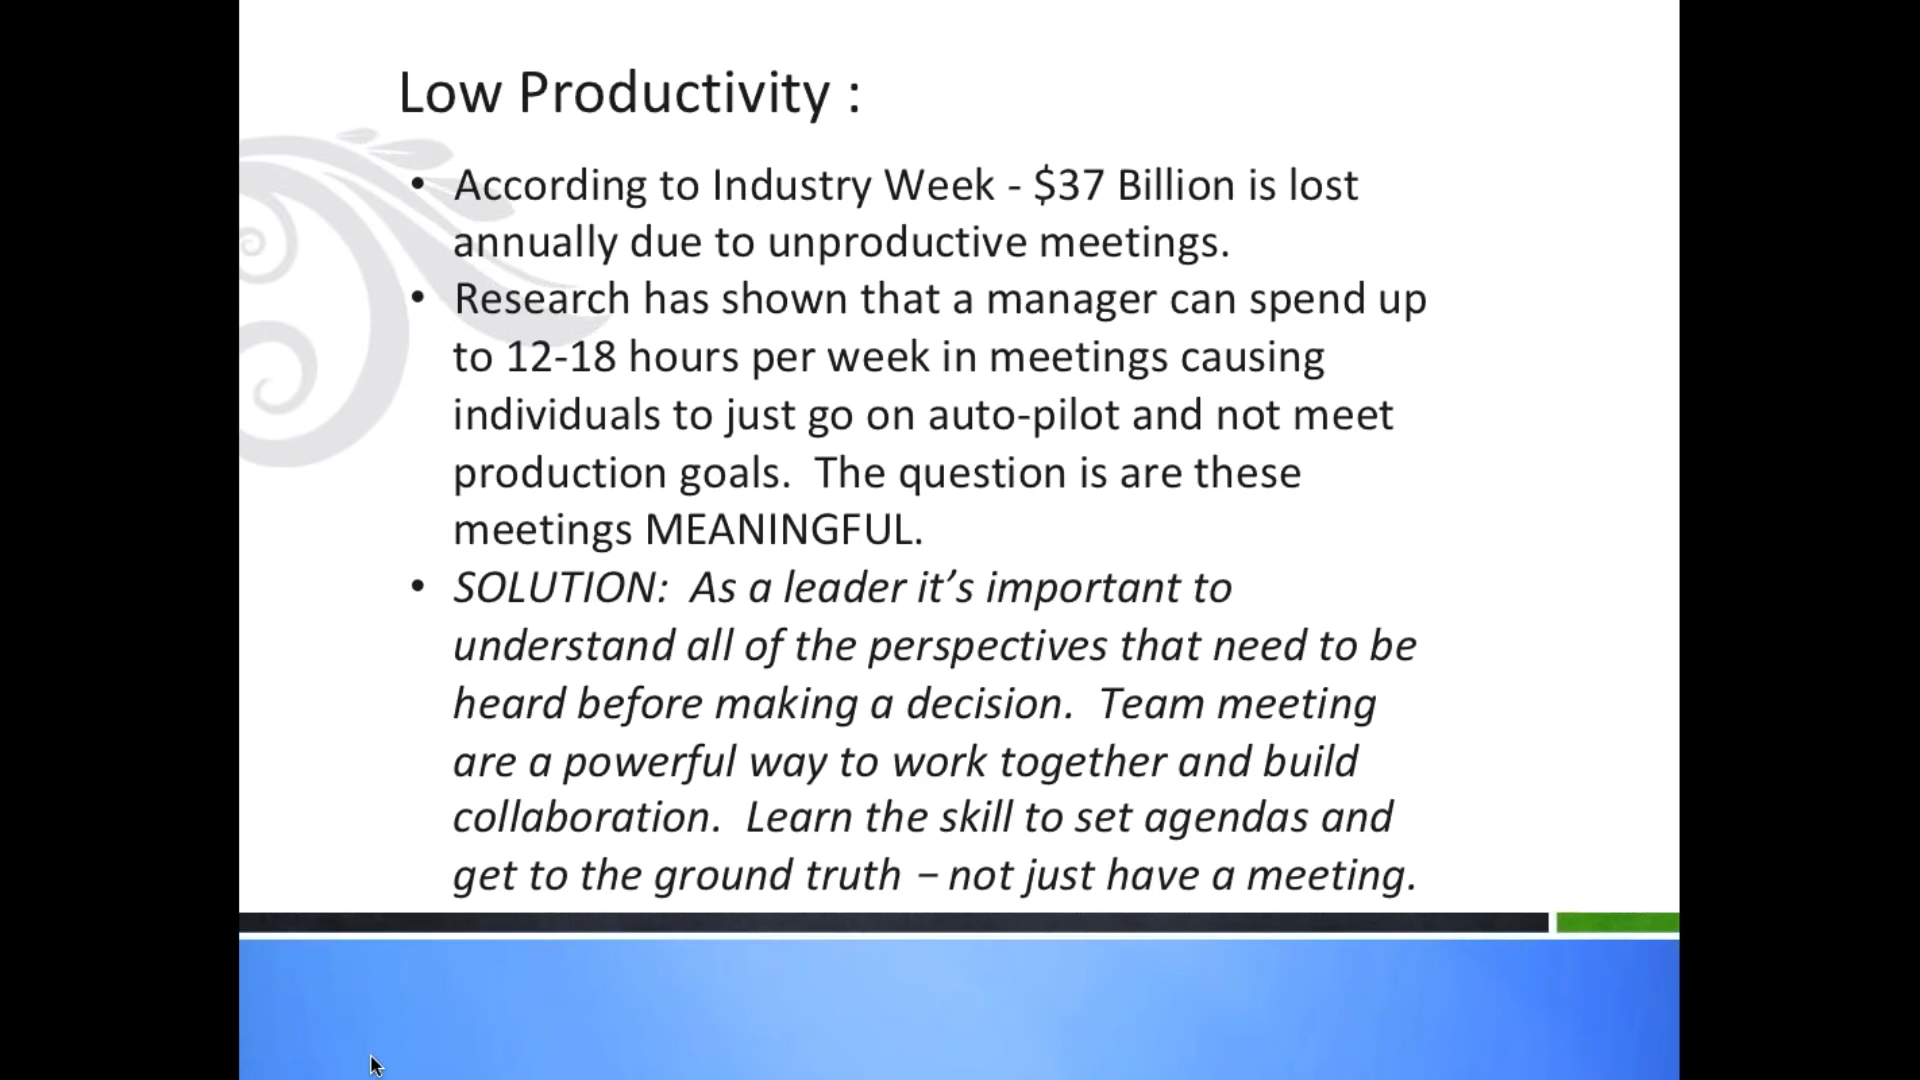 Low Productivity :
• According to Industry Week - $37 Billion is lost
annually due to unproductive meetings.
• Research has shown that a manager can spend up
to 12-18 hours per week in meetings causing
individuals to just go on auto-pilot and not meet
production goals.  The question is are these
meetings MEANINGFUL.
• SOLUTION:  As a leader it’s important to
understand all of the perspectives that need to be
heard before making a decision.  Team meeting
are a powerful way to work together and build
collaboration.  Learn the skill to set agendas and
get to the ground truth – not just have a meeting.